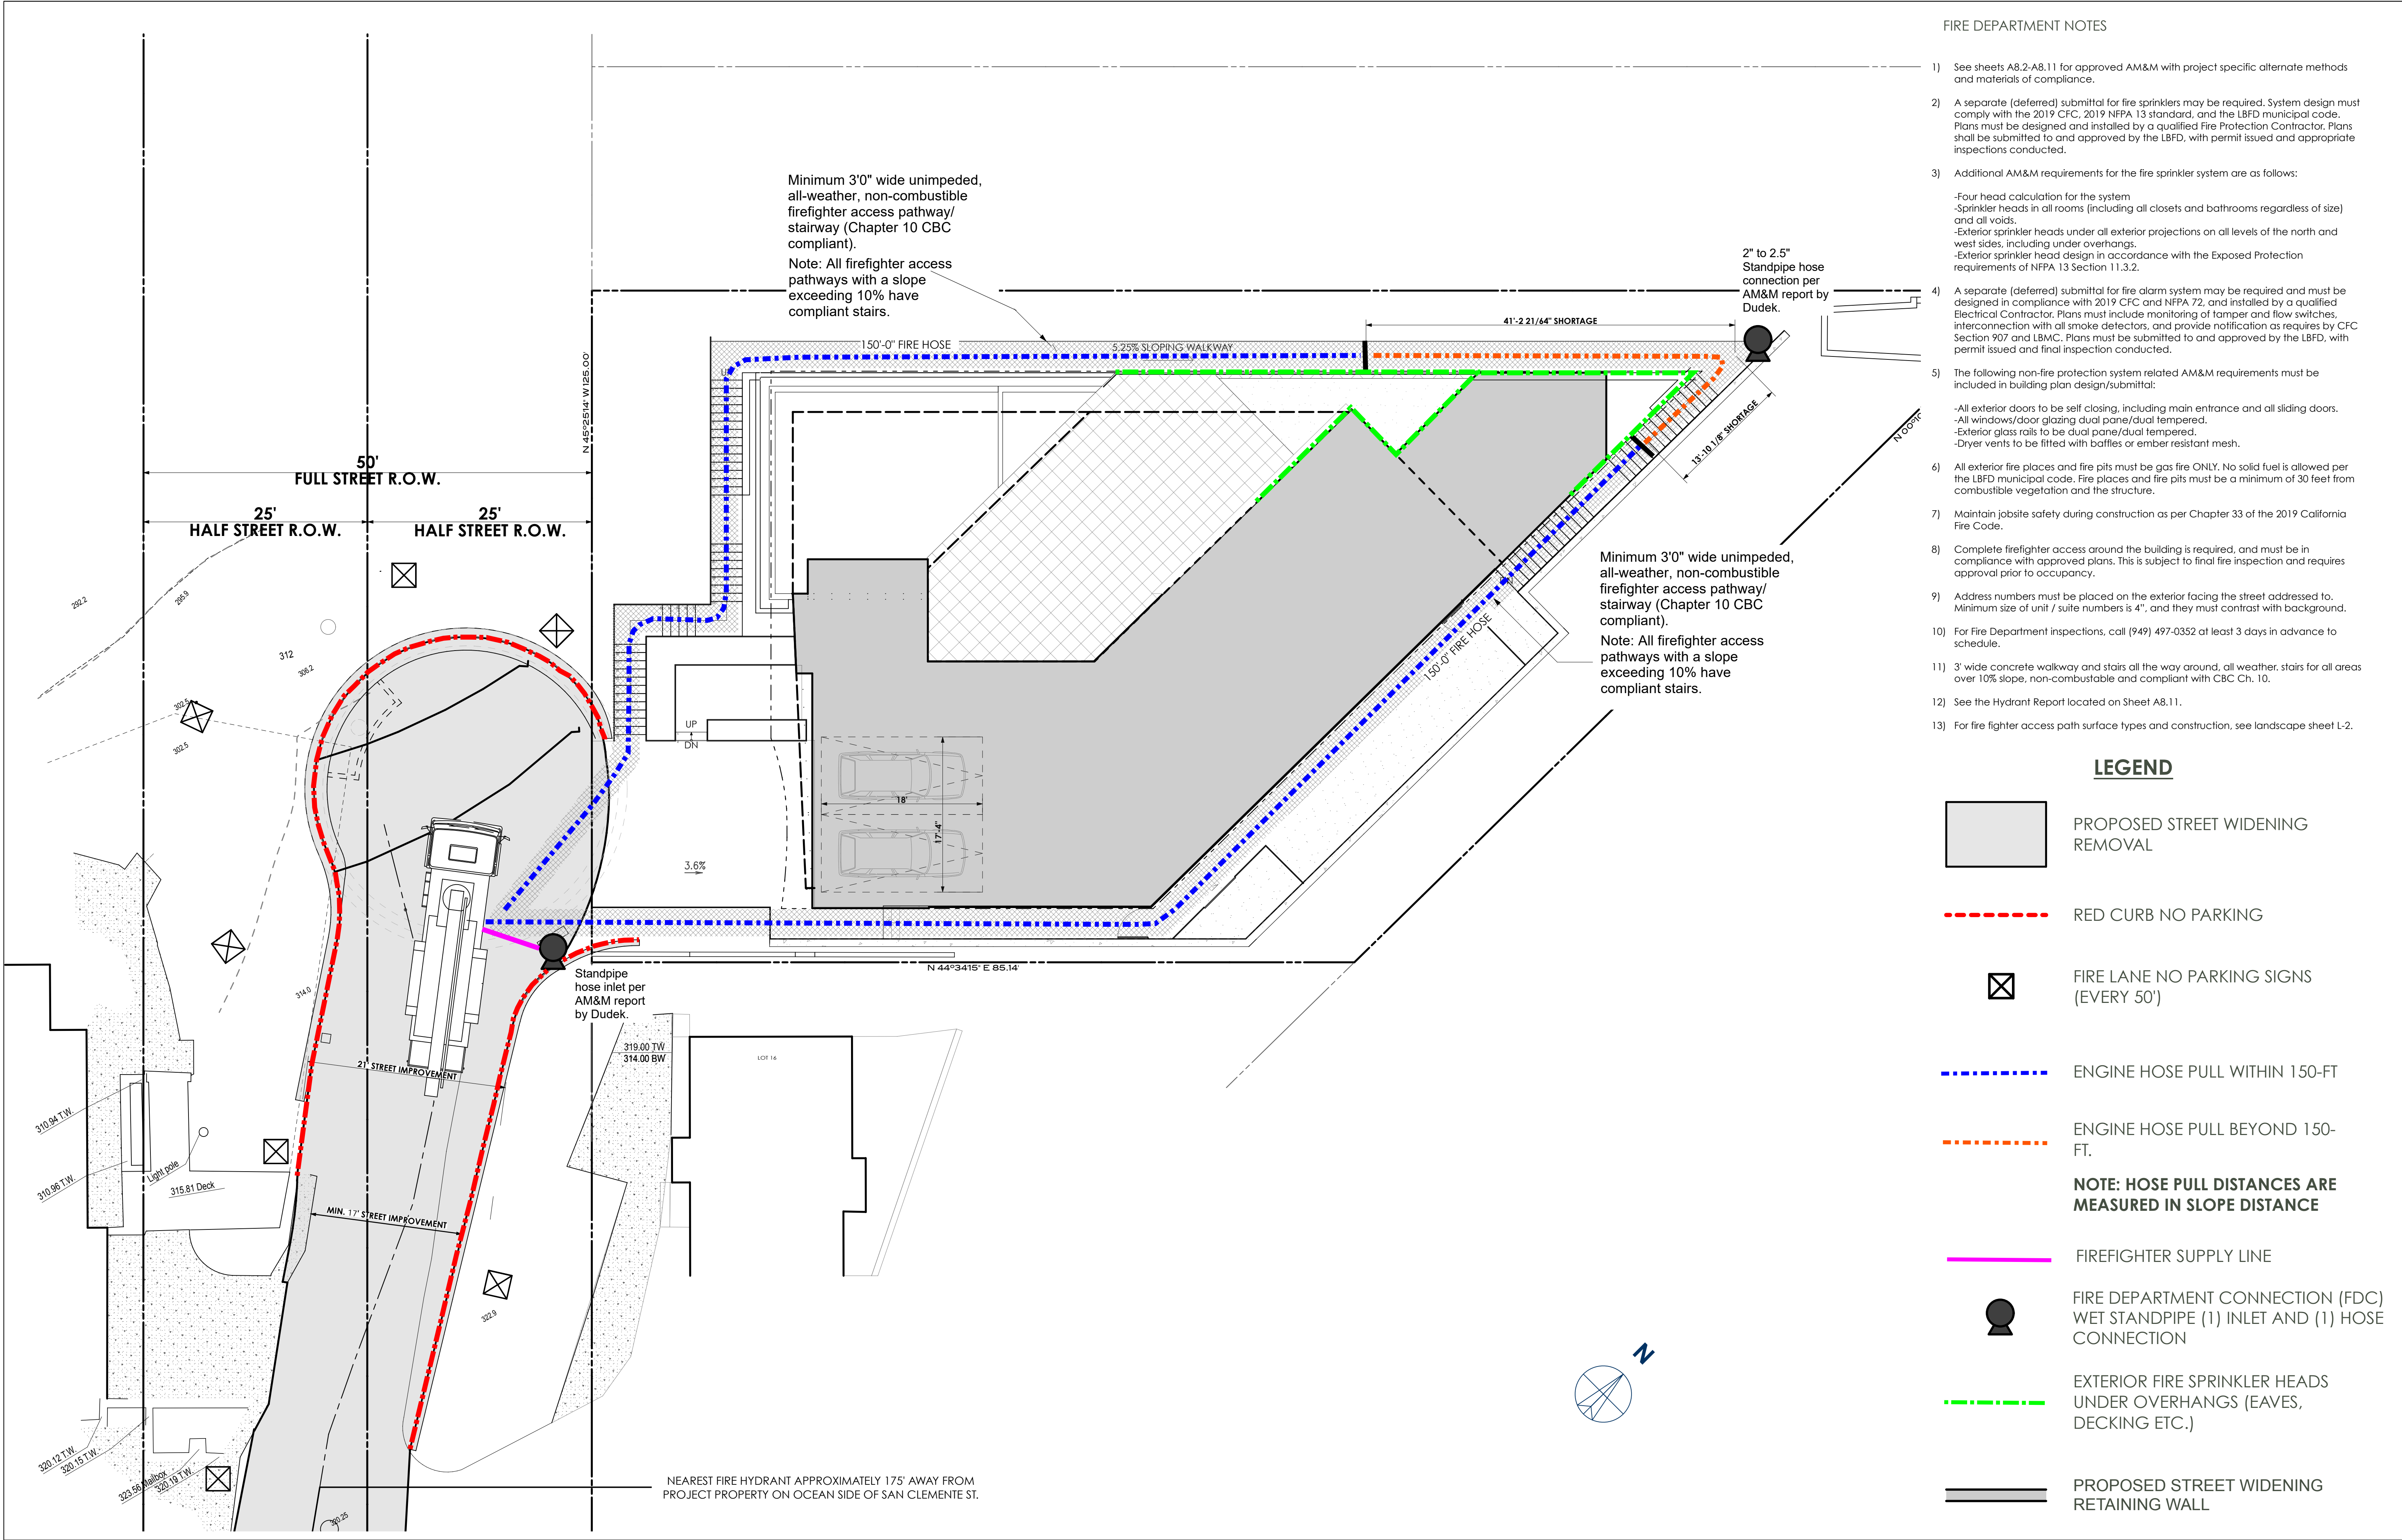 FIRE DEPARTMENT NOTES
1) See sheets A8.2-A8.11 for approved AM&M with project specific alternate methods
and materials of compliance.
2) A separate (deferred) submittal for fire sprinklers may be required. System design must
comply with the 2019 CFC, 2019 NFPA 13 standard, and the LBFD municipal code.
Plans must be designed and installed by a qualified Fire Protection Contractor. Plans
shall be submitted to and approved by the LBFD, with permit issued and appropriate
inspections conducted.
3) Additional AM&M requirements for the fire sprinkler system are as follows:
-Four head calculation for the system
-Sprinkler heads in all rooms (including all closets and bathrooms regardless of size)
and all voids.
-Exterior sprinkler heads under all exterior projections on all levels of the north and
west sides, including under overhangs.
-Exterior sprinkler head design in accordance with the Exposed Protection
requirements of NFPA 13 Section 11.3.2.
4) A separate (deferred) submittal for fire alarm system may be required and must be
designed in compliance with 2019 CFC and NFPA 72, and installed by a qualified
Electrical Contractor. Plans must include monitoring of tamper and flow switches,
interconnection with all smoke detectors, and provide notification as requires by CFC
Section 907 and LBMC. Plans must be submitted to and approved by the LBFD, with
permit issued and final inspection conducted.
5) The following non-fire protection system related AM&M requirements must be
included in building plan design/submittal:
-All exterior doors to be self closing, including main entrance and all sliding doors.
-All windows/door glazing dual pane/dual tempered.
-Exterior glass rails to be dual pane/dual tempered.
-Dryer vents to be fitted with baffles or ember resistant mesh.
6) All exterior fire places and fire pits must be gas fire ONLY. No solid fuel is allowed per
the LBFD municipal code. Fire places and fire pits must be a minimum of 30 feet from
combustible vegetation and the structure.
7) Maintain jobsite safety during construction as per Chapter 33 of the 2019 California
Fire Code.
8) Complete firefighter access around the building is required, and must be in
compliance with approved plans. This is subject to final fire inspection and requires
approval prior to occupancy.
9) Address numbers must be placed on the exterior facing the street addressed to.
Minimum size of unit / suite numbers is 4", and they must contrast with background.
10) For Fire Department inspections, call (949) 497-0352 at least 3 days in advance to
schedule.
11) 3' wide concrete walkway and stairs all the way around, all weather, stairs for all areas
over 10% slope, non-combustable and compliant with CBC Ch. 10.
12) See the Hydrant Report located on Sheet A8.11.
13) For fire fighter access path surface types and construction, see landscape sheet L-2.
LEGEND
PROPOSED STREET WIDENING
REMOVAL
RED CURB NO PARKING
FIRE LANE NO PARKING SIGNS
(EVERY 50')
ENGINE HOSE PULL WITHIN 150-FT
ENGINE HOSE PULL BEYOND 150-
FT.
NOTE: HOSE PULL DISTANCES ARE
MEASURED IN SLOPE DISTANCE
FIREFIGHTER SUPPLY LINE
FIRE DEPARTMENT CONNECTION (FDC)
WET STANDPIPE (1) INLET AND (1) HOSE
CONNECTION
EXTERIOR FIRE SPRINKLER HEADS
UNDER OVERHANGS (EAVES,
DECKING ETC.)
PROPOSED STREET WIDENING
RETAINING WALL
Minimum 3'0" wide unimpeded,
all-weather, non-combustible
firefighter access pathway/
stairway (Chapter 10 CBC
compliant).
Note: All firefighter access
pathways with a slope
exceeding 10% have
compliant stairs.
2" to 2.5"
Standpipe hose
connection per
AM&M report by
Dudek.
41'-2 21/64" SHORTAGE
150'-0" FIRE HOSE
5.25% SLOPING WALKWAY
13'-10 1/8" SHORTAGE
N 45°2514' W 125.00'
50'
FULL STREET R.O.W.
25'
HALF STREET R.O.W.
25'
HALF STREET R.O.W.
Minimum 3'0" wide unimpeded,
all-weather, non-combustible
firefighter access pathway/
stairway (Chapter 10 CBC
compliant).
Note: All firefighter access
pathways with a slope
exceeding 10% have
compliant stairs.
150'-0" FIRE HOSE
292.2
295.9
312
306.2
302.5
302.5
UP
DN
18'
17'-4"
3.6%
N 44°3415' E 85.14'
Standpipe
hose inlet per
AM&M report
by Dudek.
314.0
319.00 TW
314.00 BW
LOT 16
21' STREET IMPROVEMENT
310.94 T.W.
310.96 T.W.
Light pole
315.81 Deck
MIN. 17' STREET IMPROVEMENT
322.9
320.12 T.W.
320.15 T.W.
323.56 Mailbox
320.19 T.W.
320.25
NEAREST FIRE HYDRANT APPROXIMATELY 175' AWAY FROM
PROJECT PROPERTY ON OCEAN SIDE OF SAN CLEMENTE ST.
N